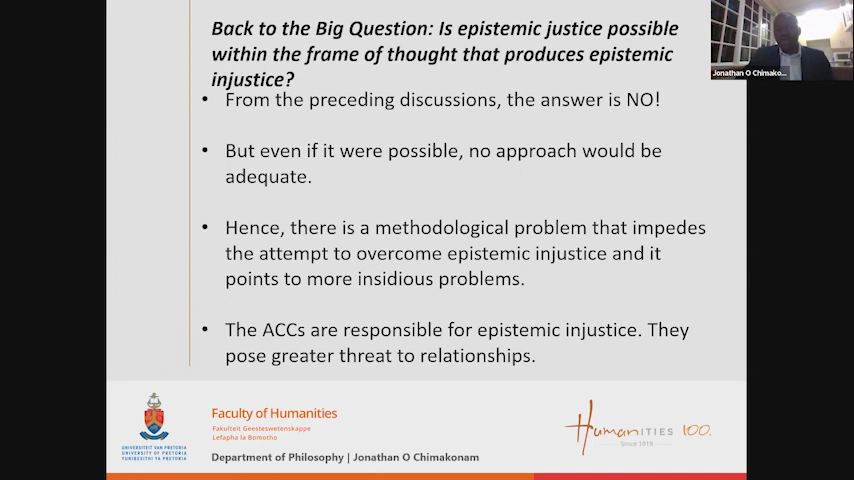 Back to the Big Question: Is epistemic justice possible
within the frame of thought that produces epistemic
injustice?
• From the preceding discussions, the answer is NO!
• But even if it were possible, no approach would be
adequate.
• Hence, there is a methodological problem that impedes
the attempt to overcome epistemic injustice and it
points to more insidious problems.
• The ACCs are responsible for epistemic injustice. They
pose greater threat to relationships.
Jonathan O Chimako...
UNIVERSITEIT VAN PRETORIA
UNIVERSITY OF PRETORIA
YUNIBESITHI YA PRETORIA
Faculty of Humanities
Fakulteit Geesteswetenskappe
Lefapha la Bomotho
Department of Philosophy | Jonathan O Chimakonam
Humanities 100.
Since 1919